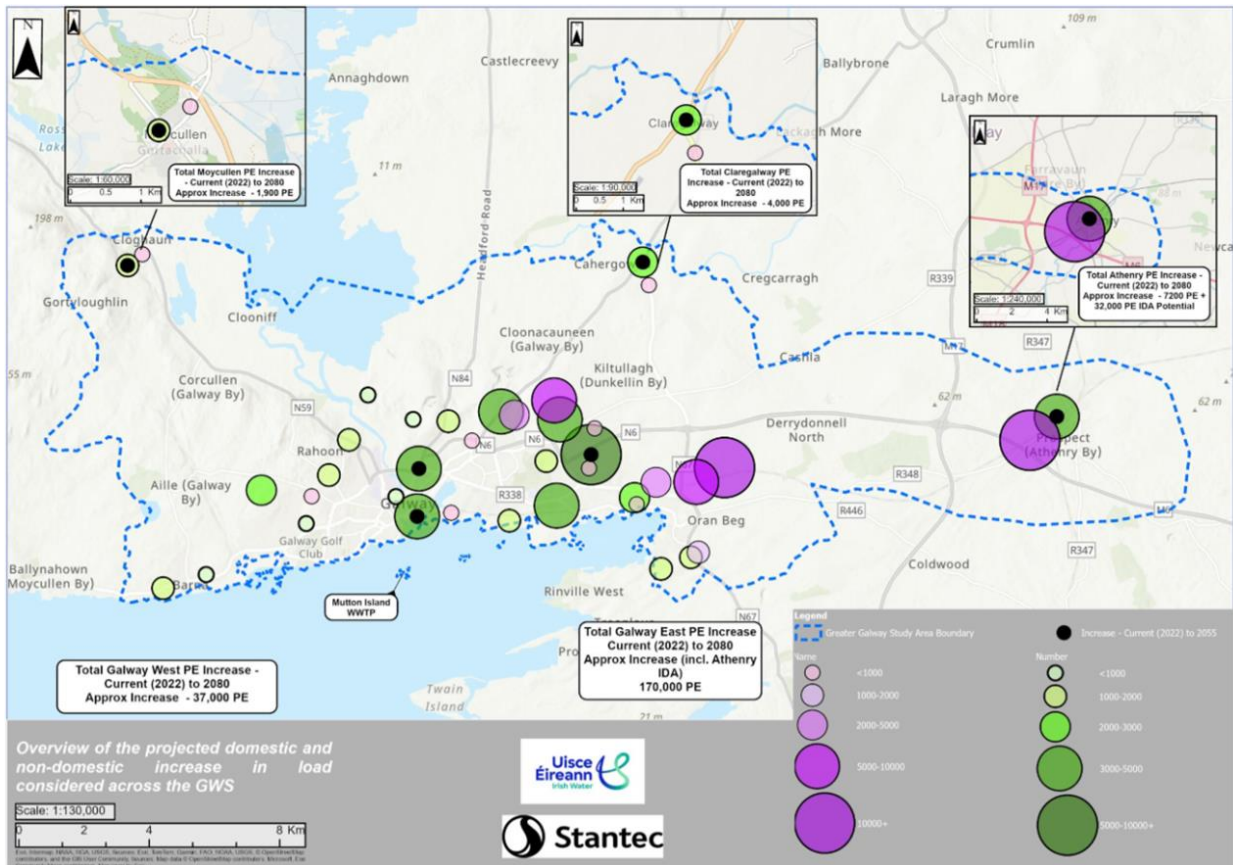 N
Annaghdown
Castlecreevy
Ballybrone
109 m
Crumlin
Laragh More
Lake
11 m
198 m
Total Moycullen PE Increase
- Current (2022) to 2080
Approx Increase - 1,900 PE
Scale: 1:60,000
0 0.5 1 Km
N
Total Claregalway PE
Increase - Current (2022) to
2080
Approx Increase - 4,000 PE
Scale: 1:90,000
0 0.5 1 Km
M17
Total Athenry PE Increase -
Current (2022) to 2080
Approx Increase - 7200 PE +
32,000 PE IDA Potential
Scale: 1:240,000
0 2 4 Km
Cloghaun
Gortyloughlin
Clooniff
Headford Road
Cregcarragh
R339
R347
Cloonacauneen
(Galway By)
Cashla
M17
55 m
Corcullen
(Galway By)
N84
Kiltullagh
(Dunkellin By)
62 m
62 m
N59
N6
N6
N6
Derrydonnell
North
Prospect
(Athenry By)
Rahoon
Aille (Galway
By)
R338
R348
R446
M6
Galway
Oran Beg
Galway Golf
Club
R347
Coldwood
Ballynahown
Moycullen By)
Barna
Mutton Island
WWTP
Rinville West
N67
Total Galway West PE Increase -
Current (2022) to 2080
Approx Increase - 37,000 PE
Total Galway East PE Increase
Current (2022) to 2080
Approx Increase (incl. Athenry
IDA)
170,000 PE
Twain
Island
21 m
Legend
Greater Galway Study Area Boundary
Increase - Current (2022) to 2055
Name
<1000
1000-2000
2000-5000
5000-10000
10000+
Number
<1000
1000-2000
2000-3000
3000-5000
5000-10000+
Overview of the projected domestic and
non-domestic increase in load
considered across the GWS
Scale: 1:130,000
0 2 4 8 Km
Uisce
Éireann
Irish Water
Stantec